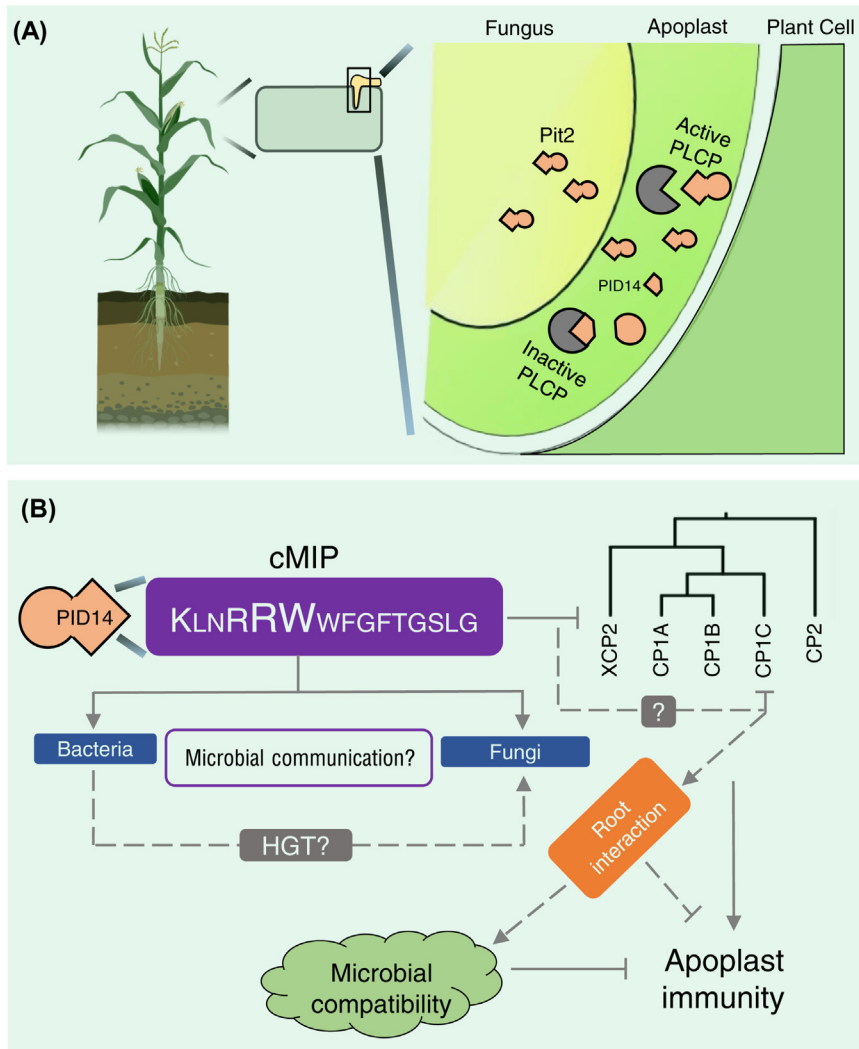 (A)
Fungus
Apoplast
Plant Cell
Pit2
Active
PLCP
PID14
Inactive
PLCP
(B)
cMIP
PID14
KLNRRWWFGFTGSLG
XCP2
CP1A
CP1B
CP1C
CP2
?
Bacteria
Microbial communication?
Fungi
HGT?
Root
interaction
Microbial
compatibility
Apoplast
immunity